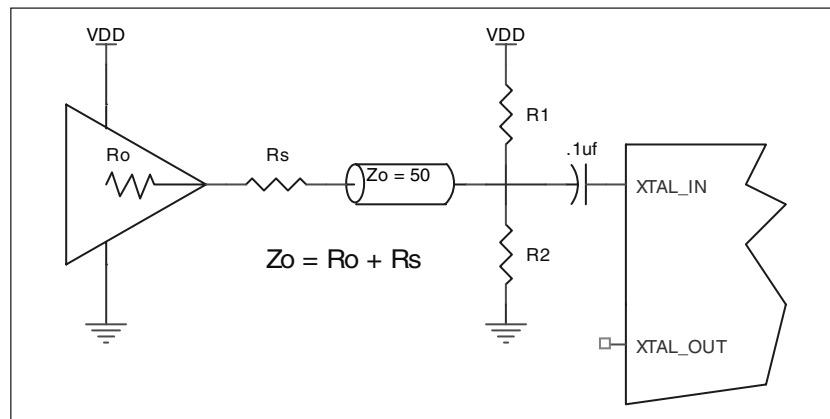 VDD
VDD
R1
Ro
Rs
Zo = 50
.1uf
XTAL_IN
Zo = Ro + Rs
R2
XTAL_OUT